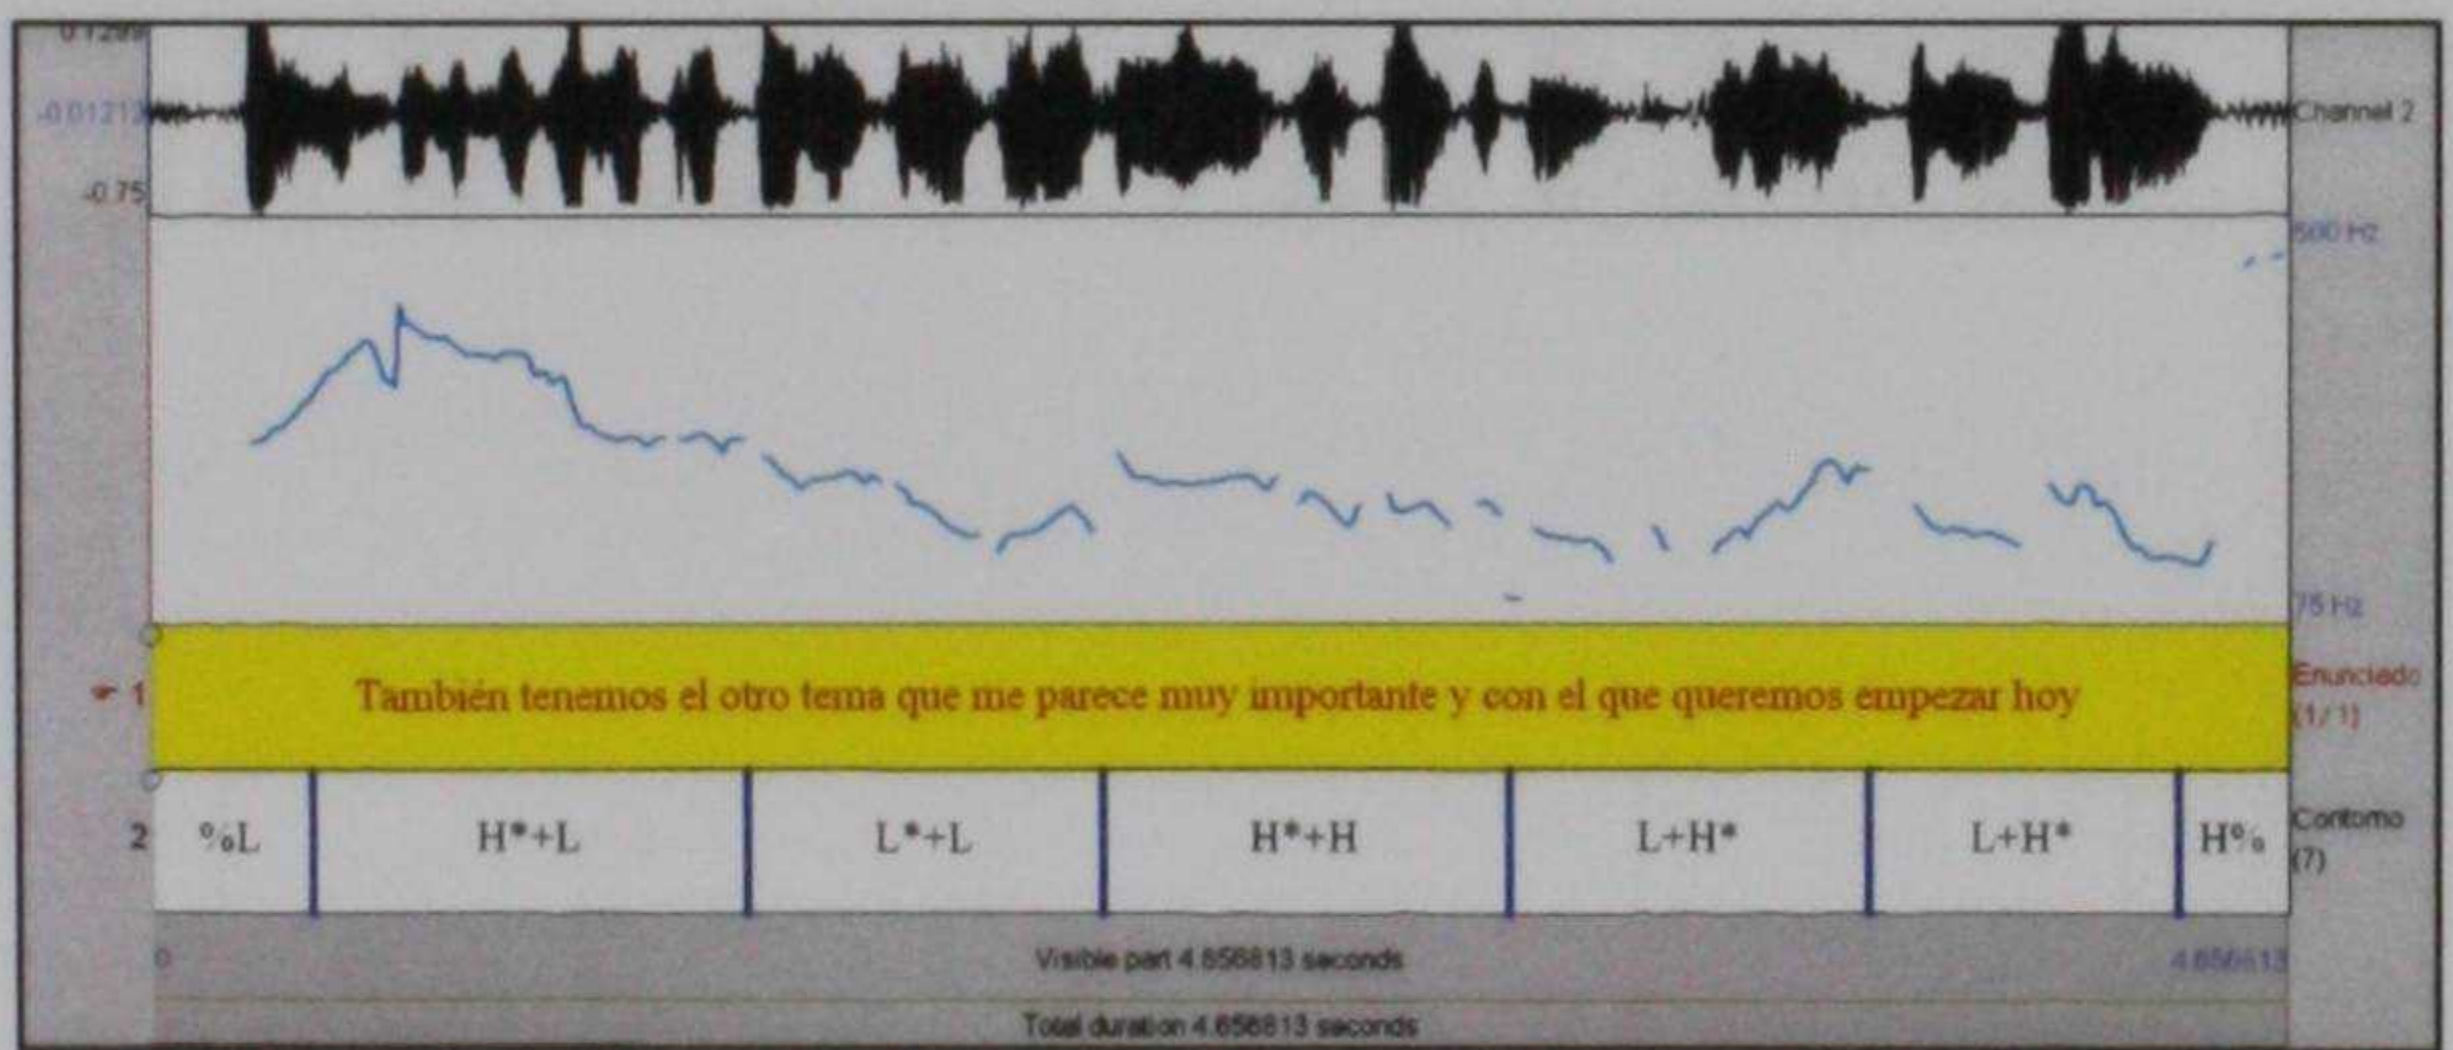 -0.01213
Channel 2
-0.75
500 Hz
75 Hz
1
También tenemos el otro tema que me parece muy importante y con el que queremos empezar hoy
Enunciado
(1/1)
2
%L
H*+L
L*+L
H*+H
L+H*
L+H*
H%
Contorno
(7)
0
Visible part 4.656813 seconds
4.656813
Total duration 4.656813 seconds